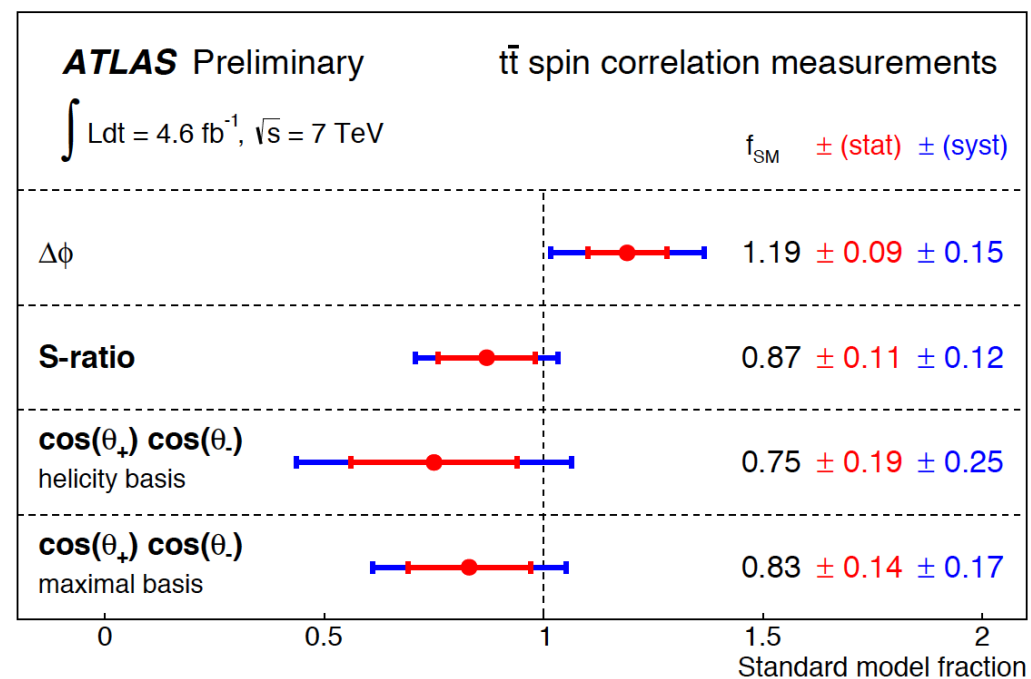 ATLAS Preliminary
tt̄ spin correlation measurements
∫ Ldt = 4.6 fb⁻¹, √s = 7 TeV
f_SM ± (stat) ± (syst)
Δϕ 1.19 ± 0.09 ± 0.15
S-ratio 0.87 ± 0.11 ± 0.12
cos(θ₊) cos(θ₋)
helicity basis
0.75 ± 0.19 ± 0.25
cos(θ₊) cos(θ₋)
maximal basis
0.83 ± 0.14 ± 0.17
0 0.5 1 1.5 2
Standard model fraction